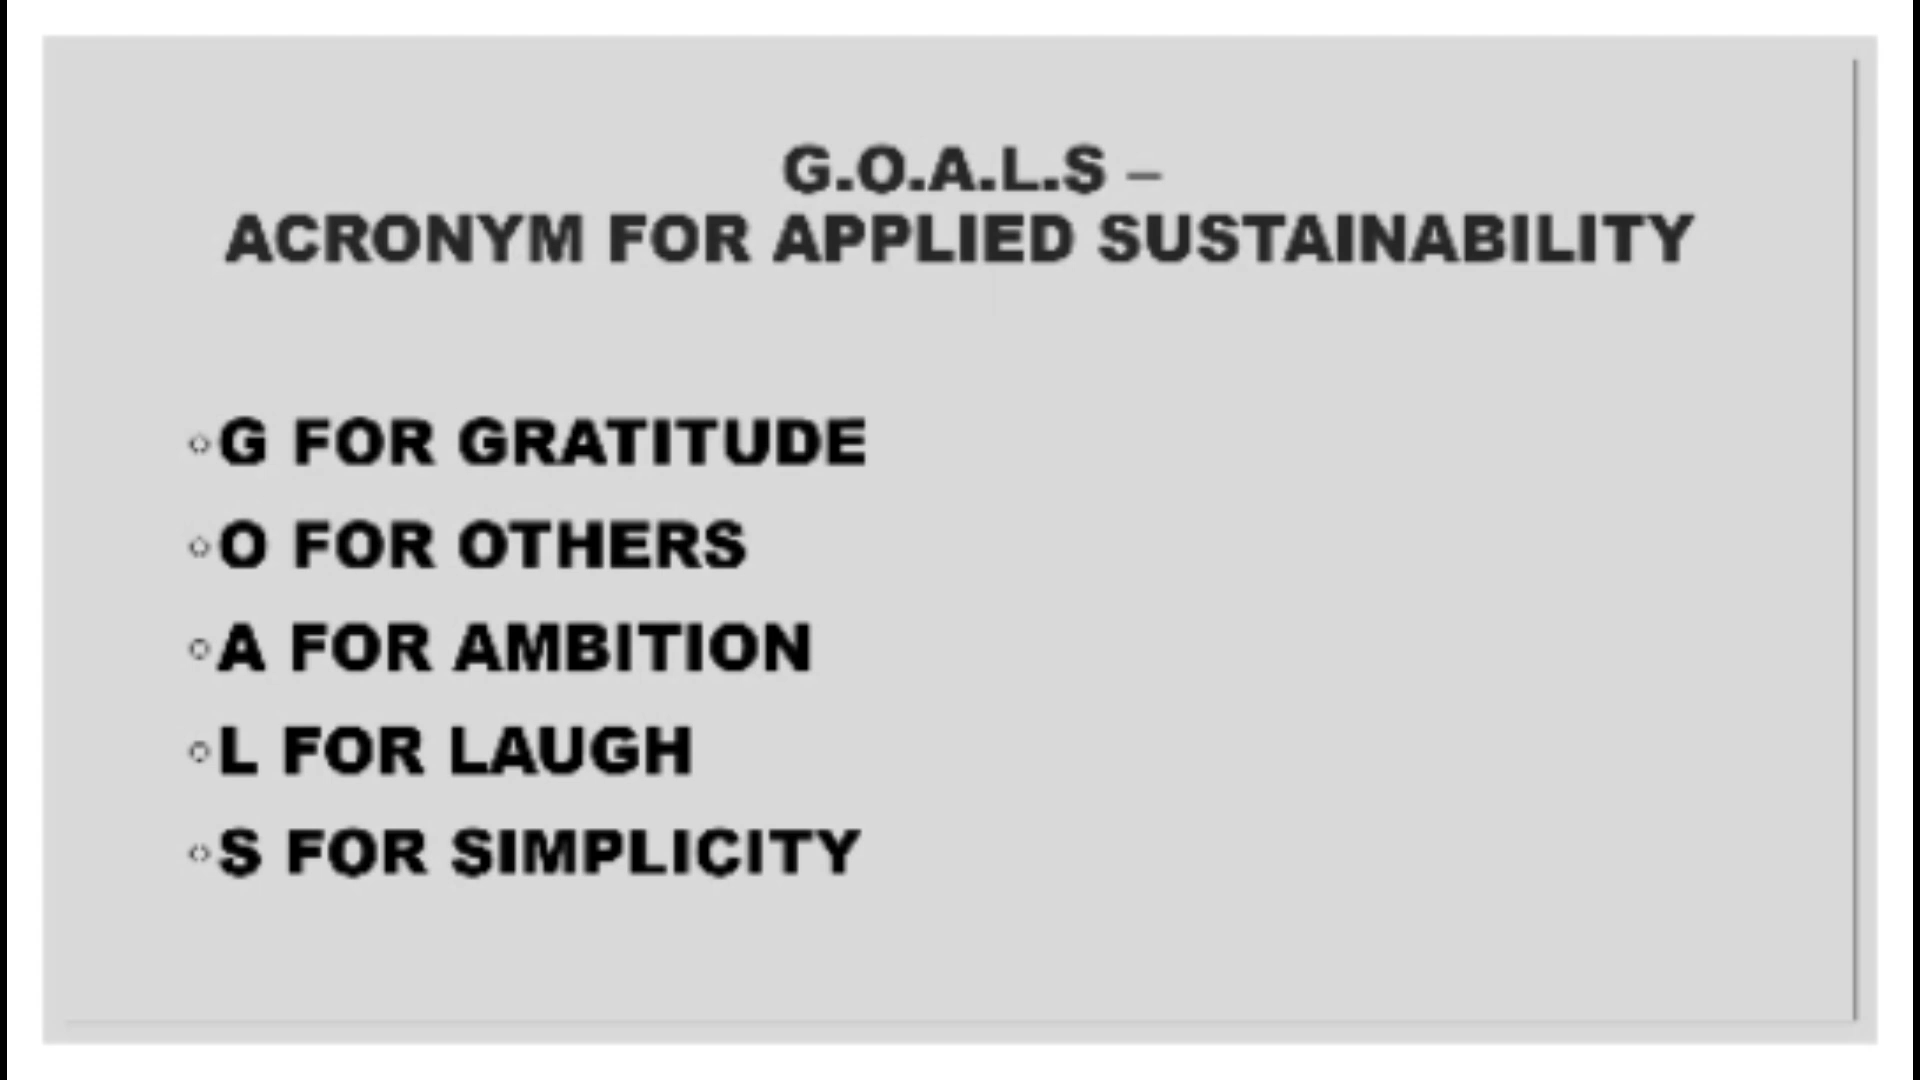 G.O.A.L.S –
ACRONYM FOR APPLIED SUSTAINABILITY
G FOR GRATITUDE
O FOR OTHERS
A FOR AMBITION
L FOR LAUGH
S FOR SIMPLICITY